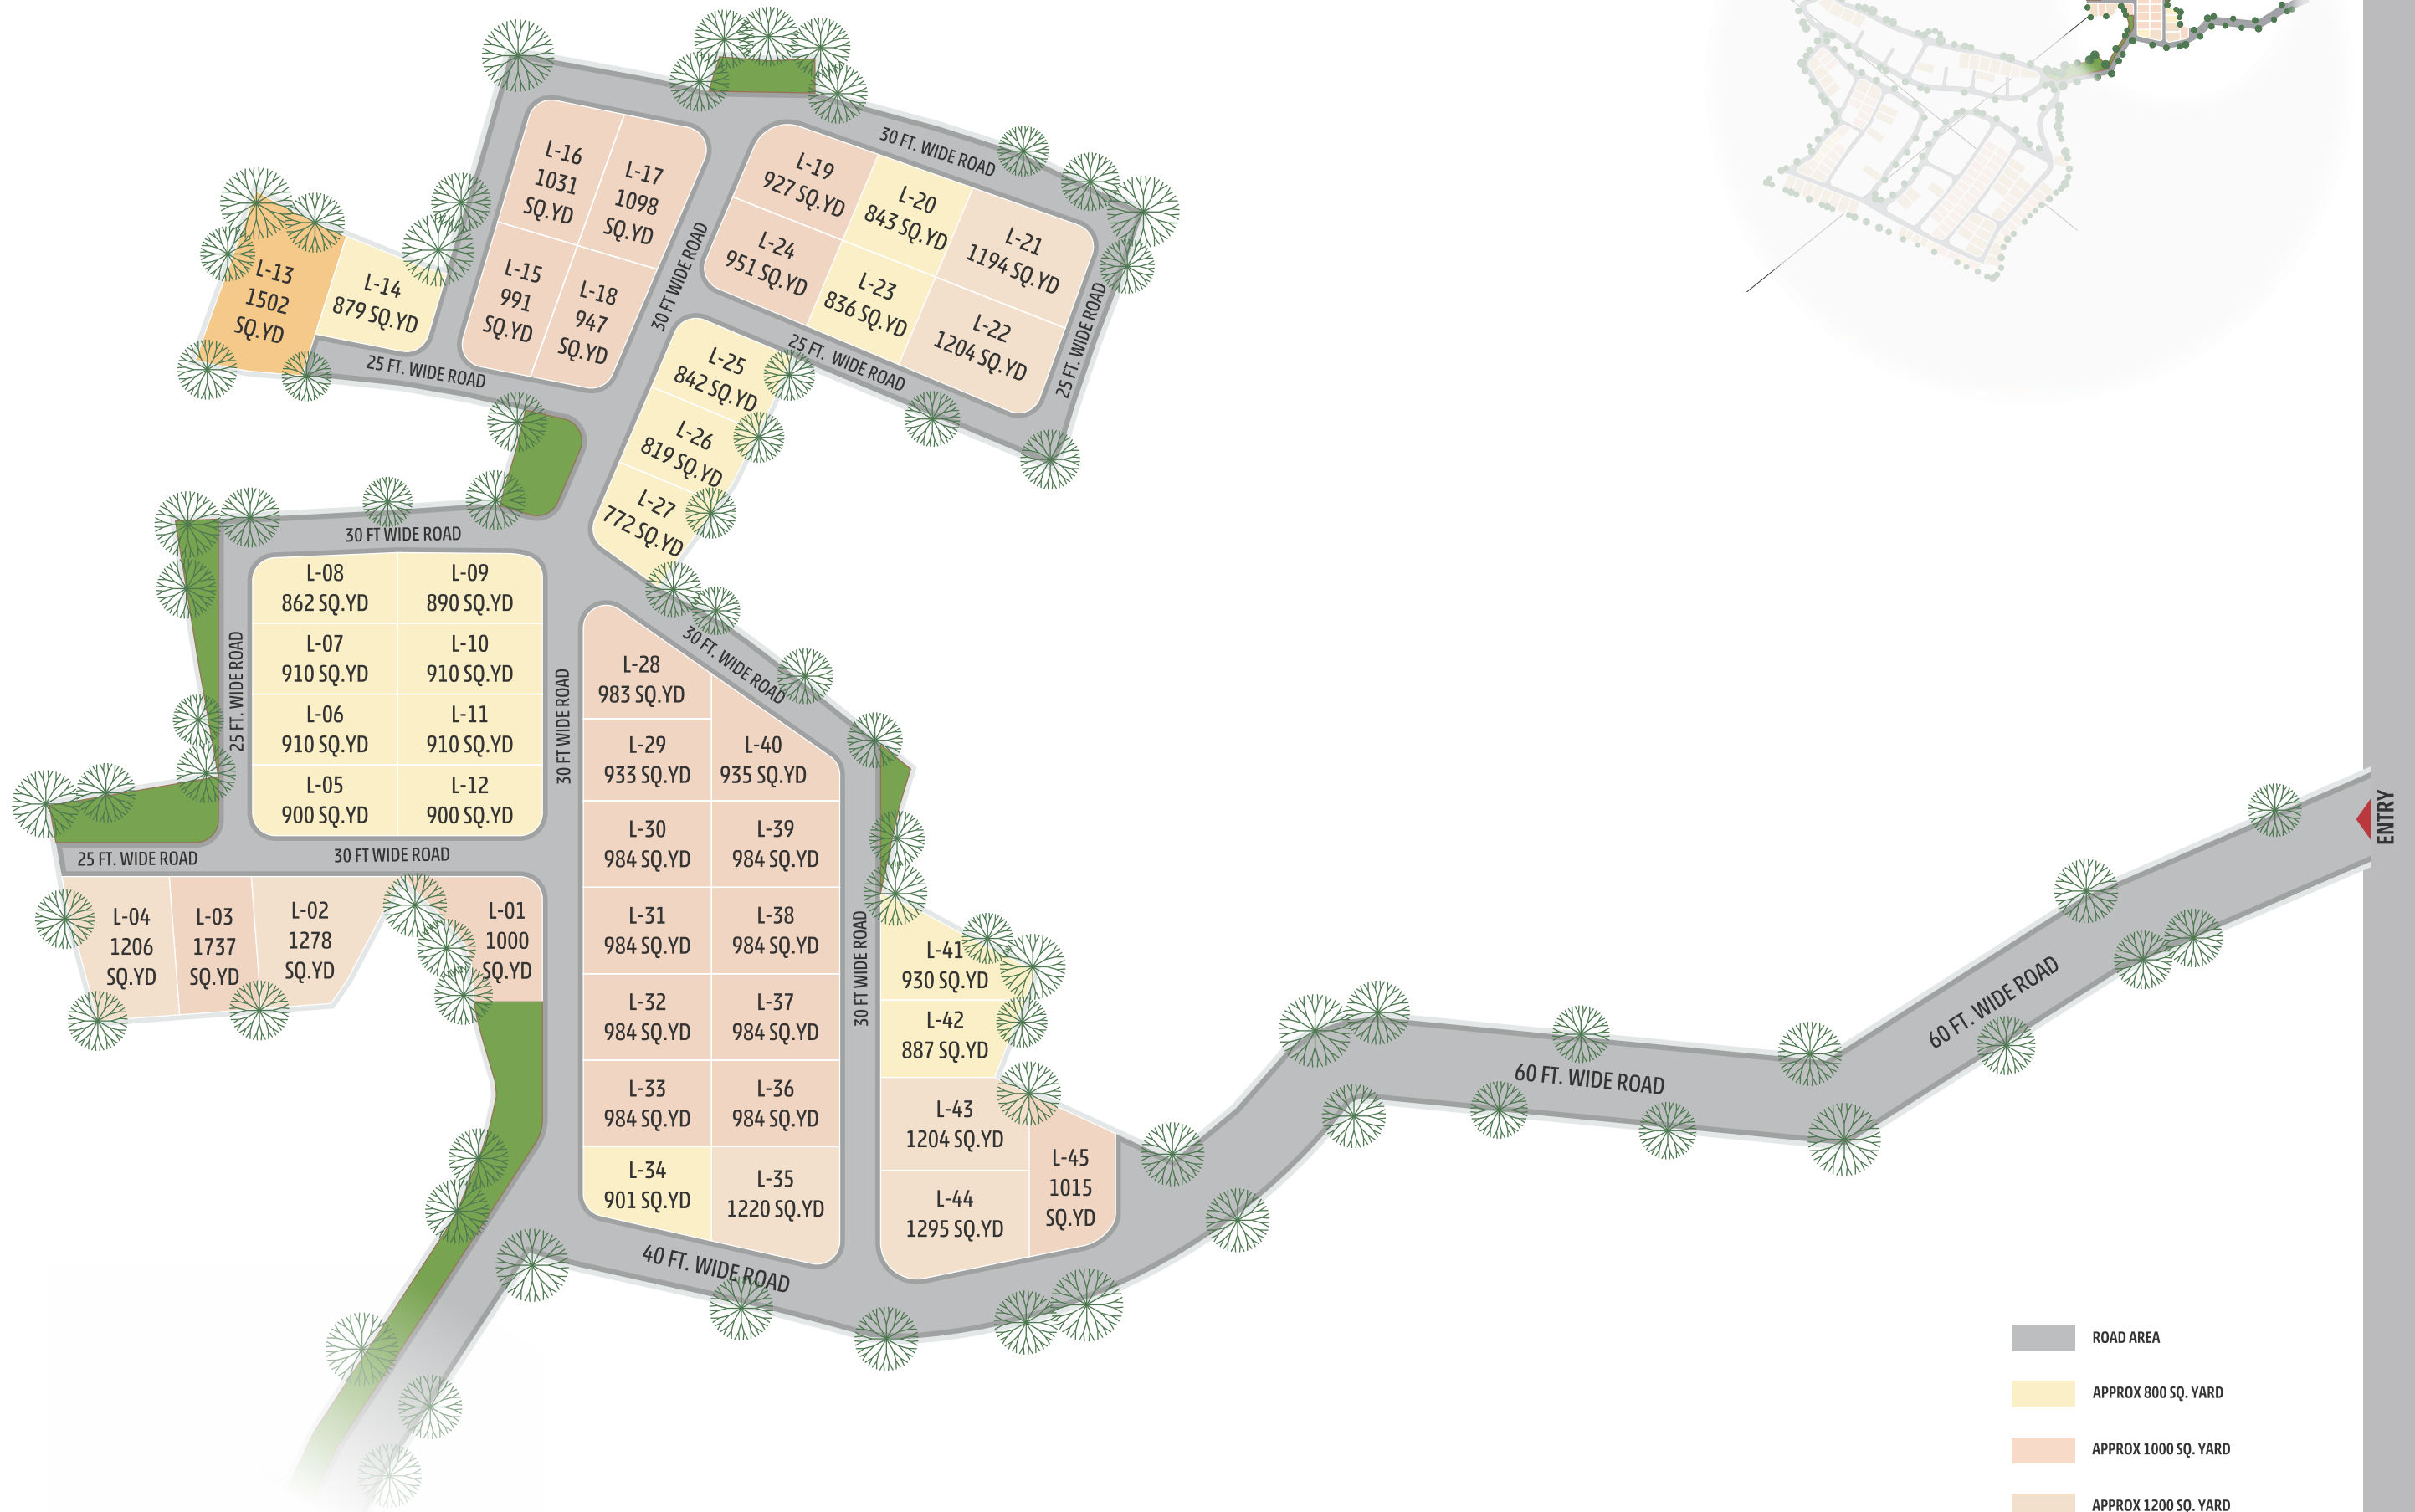 30 FT. WIDE ROAD
L-16
1031
SQ.YD
L-17
1098
SQ.YD
L-15
991
SQ.YD
L-18
947
SQ.YD
L-19
927 SQ.YD
L-20
843 SQ.YD
L-21
1194 SQ.YD
L-24
951 SQ.YD
L-23
836 SQ.YD
L-22
1204 SQ.YD
L-13
1502
SQ.YD
L-14
879 SQ.YD
25 FT. WIDE ROAD
30 FT WIDE ROAD
25 FT. WIDE ROAD
25 FT. WIDE ROAD
L-25
842 SQ.YD
L-26
819 SQ.YD
L-27
772 SQ.YD
30 FT WIDE ROAD
L-08
862 SQ.YD
L-09
890 SQ.YD
L-07
910 SQ.YD
L-10
910 SQ.YD
L-06
910 SQ.YD
L-11
910 SQ.YD
L-05
900 SQ.YD
L-12
900 SQ.YD
25 FT. WIDE ROAD
30 FT WIDE ROAD
30 FT. WIDE ROAD
25 FT. WIDE ROAD
30 FT WIDE ROAD
L-04
1206
SQ.YD
L-03
1737
SQ.YD
L-02
1278
SQ.YD
L-01
1000
SQ.YD
L-28
983 SQ.YD
L-29
933 SQ.YD
L-40
935 SQ.YD
L-30
984 SQ.YD
L-39
984 SQ.YD
L-31
984 SQ.YD
L-38
984 SQ.YD
L-32
984 SQ.YD
L-37
984 SQ.YD
L-33
984 SQ.YD
L-36
984 SQ.YD
L-34
901 SQ.YD
L-35
1220 SQ.YD
30 FT WIDE ROAD
L-41
930 SQ.YD
L-42
887 SQ.YD
L-43
1204 SQ.YD
L-44
1295 SQ.YD
L-45
1015
SQ.YD
40 FT. WIDE ROAD
60 FT. WIDE ROAD
60 FT. WIDE ROAD
ENTRY
ROAD AREA
APPROX 800 SQ. YARD
APPROX 1000 SQ. YARD
APPROX 1200 SQ. YARD